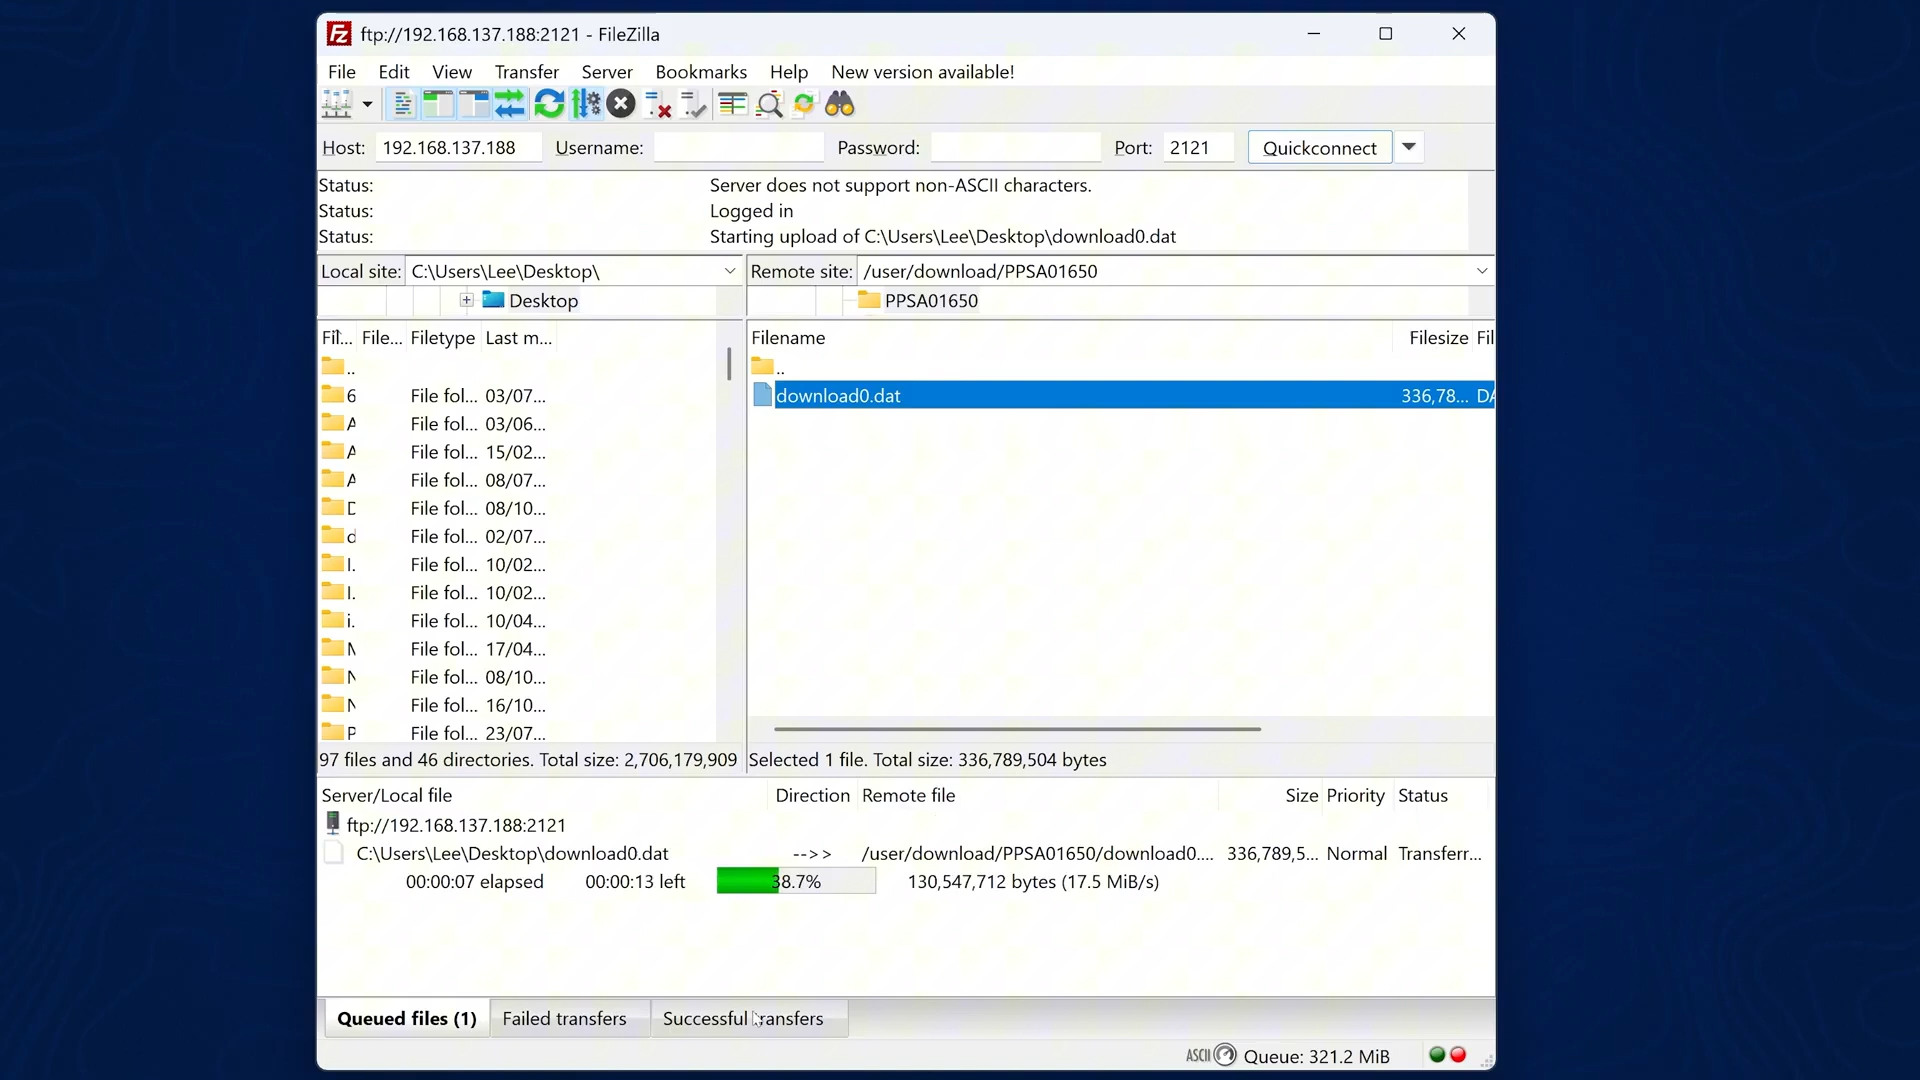 ftp://192.168.137.188:2121 - FileZilla
File Edit View Transfer Server Bookmarks Help New version available!
Host: 192.168.137.188 Username: Password: Port: 2121 Quickconnect
Status: Server does not support non-ASCII characters.
Status: Logged in
Status: Starting upload of C:\Users\Lee\Desktop\download0.dat
Local site: C:\Users\Lee\Desktop\ Remote site: /user/download/PPSA01650
Desktop PPSA01650
Fil... File... Filetype Last m... Filename Filesize Fil
.. ..
6 File fol... 03/07... download0.dat 336,78... DA
A File fol... 03/06...
A File fol... 15/02...
A File fol... 08/07...
D File fol... 08/10...
d File fol... 02/07...
I. File fol... 10/02...
I. File fol... 10/02...
i. File fol... 10/04...
M File fol... 17/04...
N File fol... 08/10...
N File fol... 16/10...
P File fol... 23/07...
97 files and 46 directories. Total size: 2,706,179,909 Selected 1 file. Total size: 336,789,504 bytes
Server/Local file Direction Remote file Size Priority Status
ftp://192.168.137.188:2121
C:\Users\Lee\Desktop\download0.dat -->> /user/download/PPSA01650/download0.... 336,789,5... Normal Transferr...
00:00:07 elapsed 00:00:13 left 38.7% 130,547,712 bytes (17.5 MiB/s)
Queued files (1) Failed transfers Successful transfers
ASCII Queue: 321.2 MiB